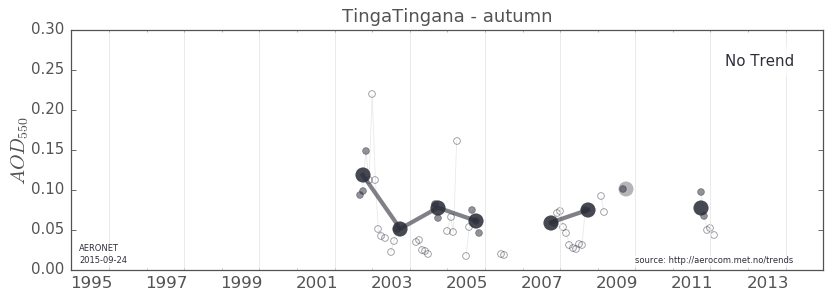 TingaTingana - autumn
0.30
0.25
0.20
0.15
0.10
0.05
0.00
AOD550
No Trend
AERONET
2015-09-24
source: http://aerocom.met.no/trends
1995 1997 1999 2001 2003 2005 2007 2009 2011 2013